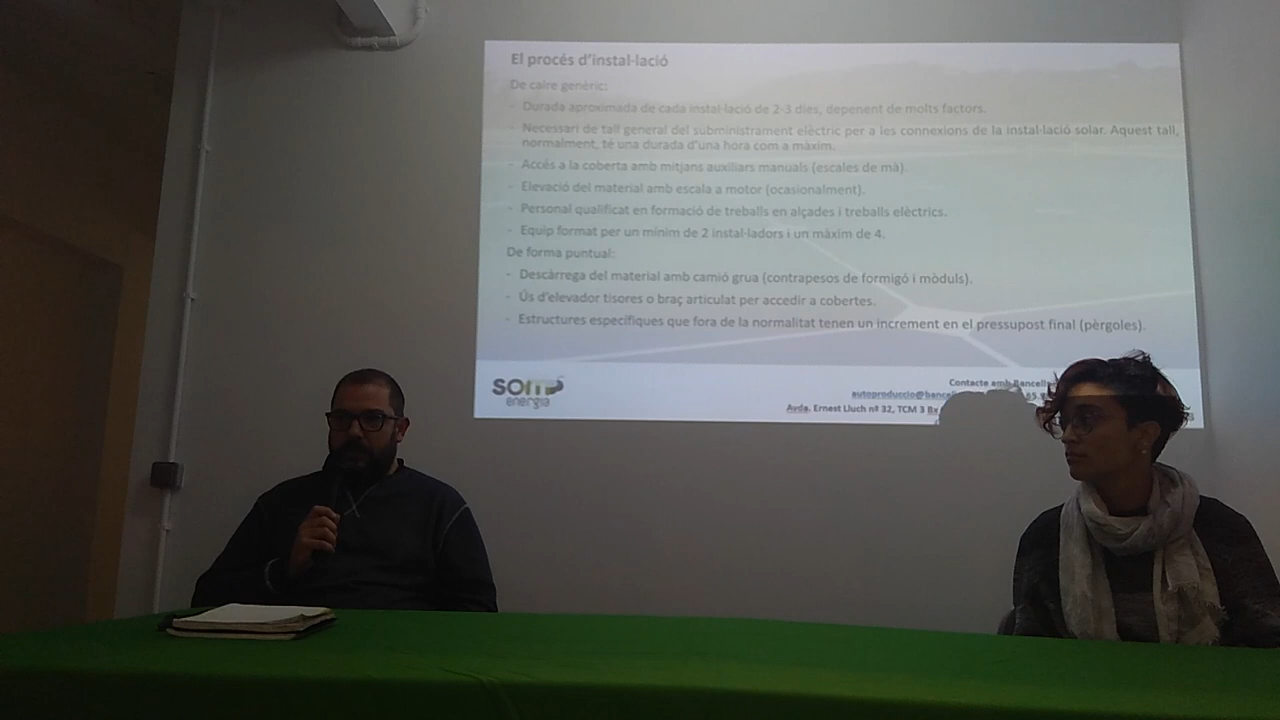 El procés d'instal·lació
De caire genèric:
- Durada aproximada de cada instal·lació de 2-3 dies, depenent de molts factors.
- Necessari de tall general del subministrament elèctric per a les connexions de la instal·lació solar. Aquest tall,
normalment, té una durada d'una hora com a màxim.
- Accés a la coberta amb mitjans auxiliars manuals (escales de mà).
- Elevació del material amb escala a motor (ocasionalment).
- Personal qualificat en formació de treballs en alçades i treballs elèctrics.
- Equip format per un mínim de 2 instal·ladors i un màxim de 4.
De forma puntual:
- Descàrrega del material amb camió grua (contrapesos de formigó i mòduls).
- Ús d'elevador tisores o braç articulat per accedir a cobertes.
- Estructures específiques que fora de la normalitat tenen un increment en el pressupost final (pèrgoles).
som
energia
Contacte amb
Avda. Ernest Lluch nº 32, TCM 3